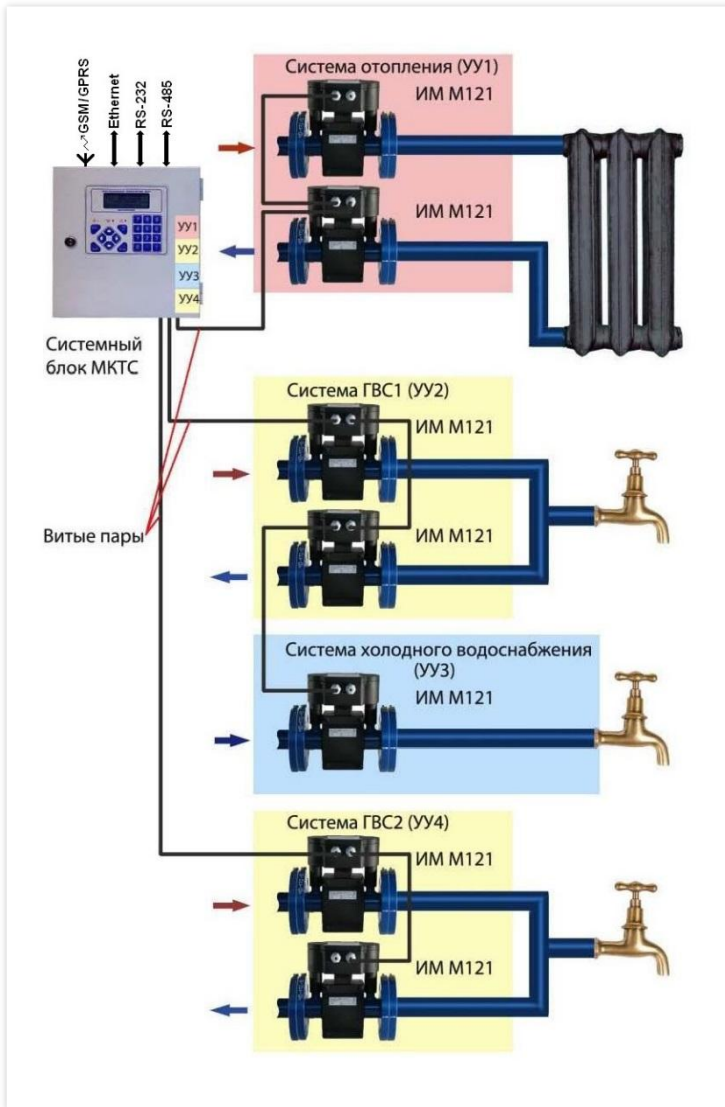 GSM/GPRS
Ethernet
RS-232
RS-485
Система отопления (УУ1)
ИМ М121
ИМ М121
УУ1
УУ2
УУ3
УУ4
Системный
блок МКТС
Система ГВС1 (УУ2)
ИМ М121
ИМ М121
Витые пары
Система холодного водоснабжения
(УУ3)
ИМ М121
Система ГВС2 (УУ4)
ИМ М121
ИМ М121